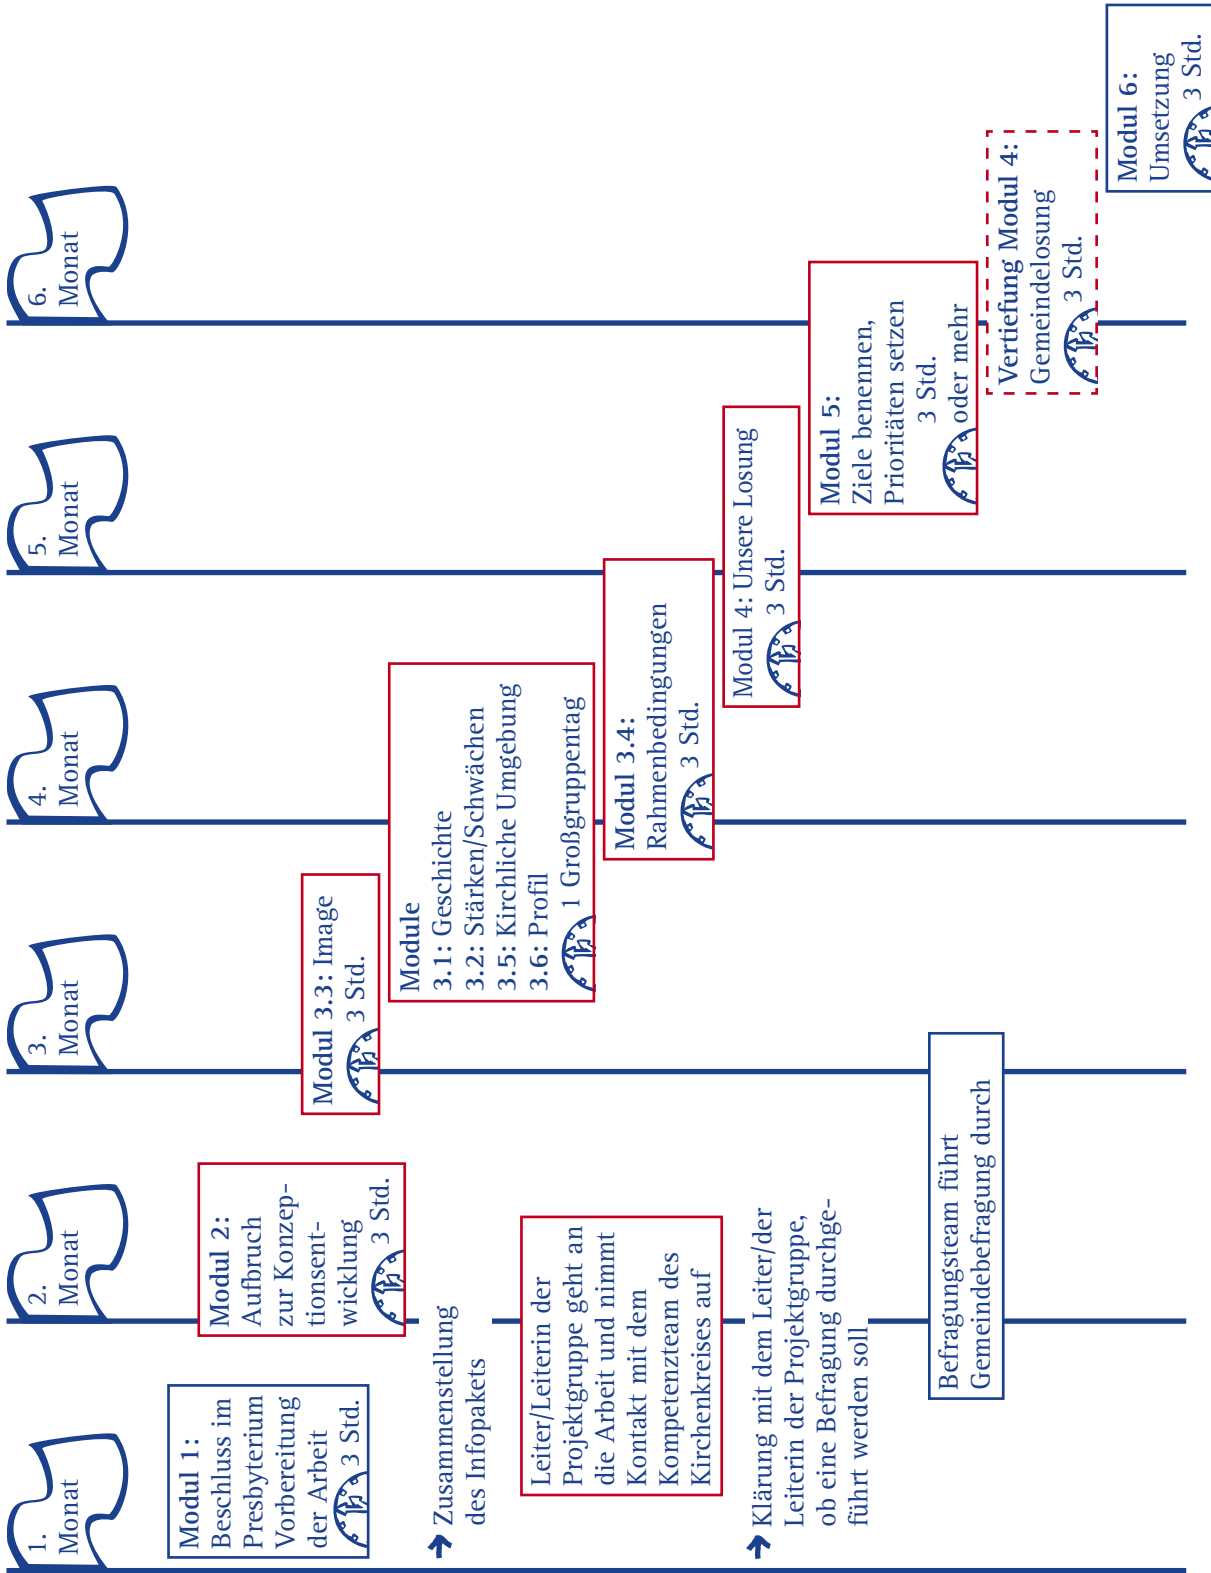 1.
Monat
2.
Monat
3.
Monat
4.
Monat
5.
Monat
6.
Monat
Modul 1:
Beschluss im
Presbyterium
Vorbereitung
der Arbeit
3 Std.
Modul 2:
Aufbruch
zur Konzep-
tionsent-
wicklung
3 Std.
Modul 3.3: Image
3 Std.
Module
3.1: Geschichte
3.2: Stärken/Schwächen
3.5: Kirchliche Umgebung
3.6: Profil
1 Großgruppentag
Modul 3.4:
Rahmenbedingungen
3 Std.
Modul 4: Unsere Losung
3 Std.
Modul 5:
Ziele benennen,
Prioritäten setzen
3 Std.
oder mehr
Vertiefung Modul 4:
Gemeindelosung
3 Std.
Modul 6:
Umsetzung
3 Std.
Zusammenstellung
des Infopakets
Leiter/Leiterin der
Projektgruppe geht an
die Arbeit und nimmt
Kontakt mit dem
Kompetenzteam des
Kirchenkreises auf
Klärung mit dem Leiter/der
Leiterin der Projektgruppe,
ob eine Befragung durchge-
führt werden soll
Befragungsteam führt
Gemeindebefragung durch